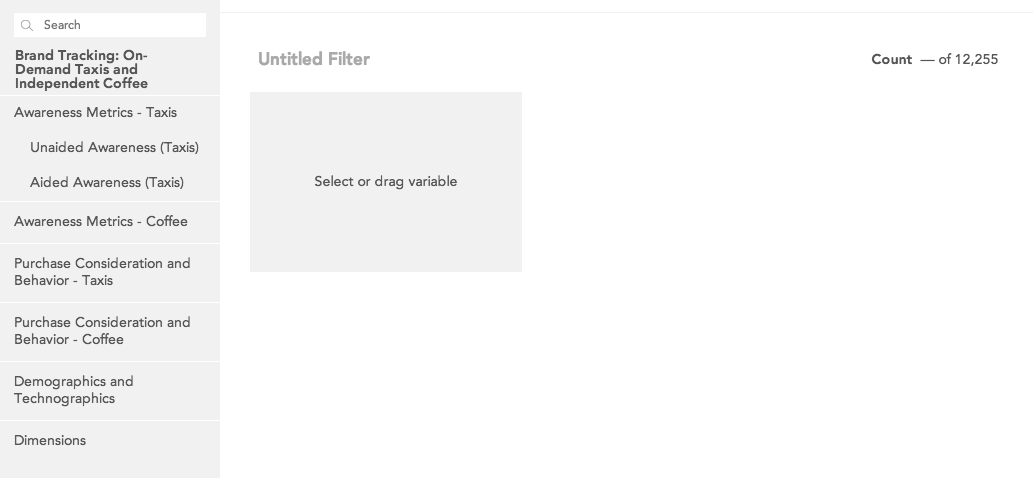 Search
Brand Tracking: On-
Demand Taxis and
Independent Coffee
Awareness Metrics - Taxis
Unaided Awareness (Taxis)
Aided Awareness (Taxis)
Awareness Metrics - Coffee
Purchase Consideration and
Behavior - Taxis
Purchase Consideration and
Behavior - Coffee
Demographics and
Technographics
Dimensions
Untitled Filter
Count — of 12,255
Select or drag variable